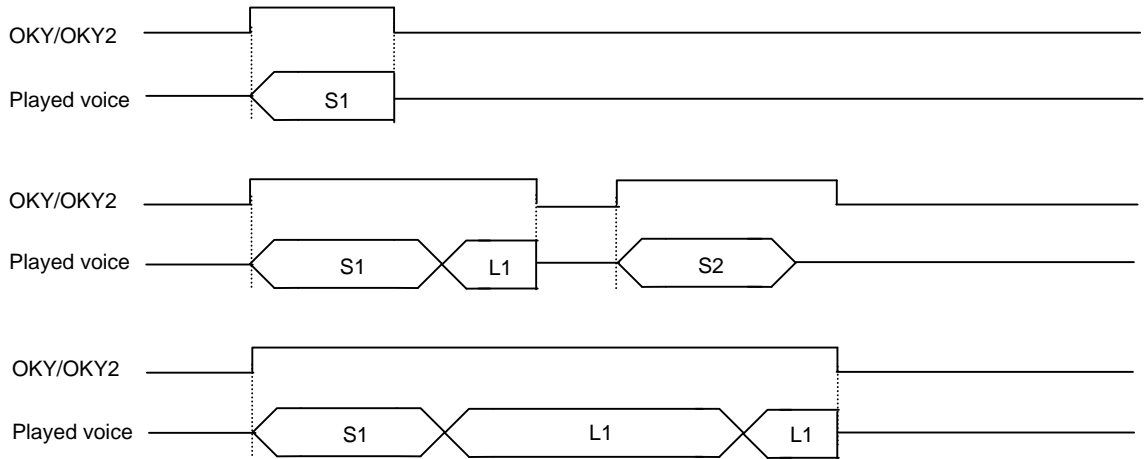 OKY/OKY2
Played voice S1
OKY/OKY2
Played voice S1 L1 S2
OKY/OKY2
Played voice S1 L1 L1